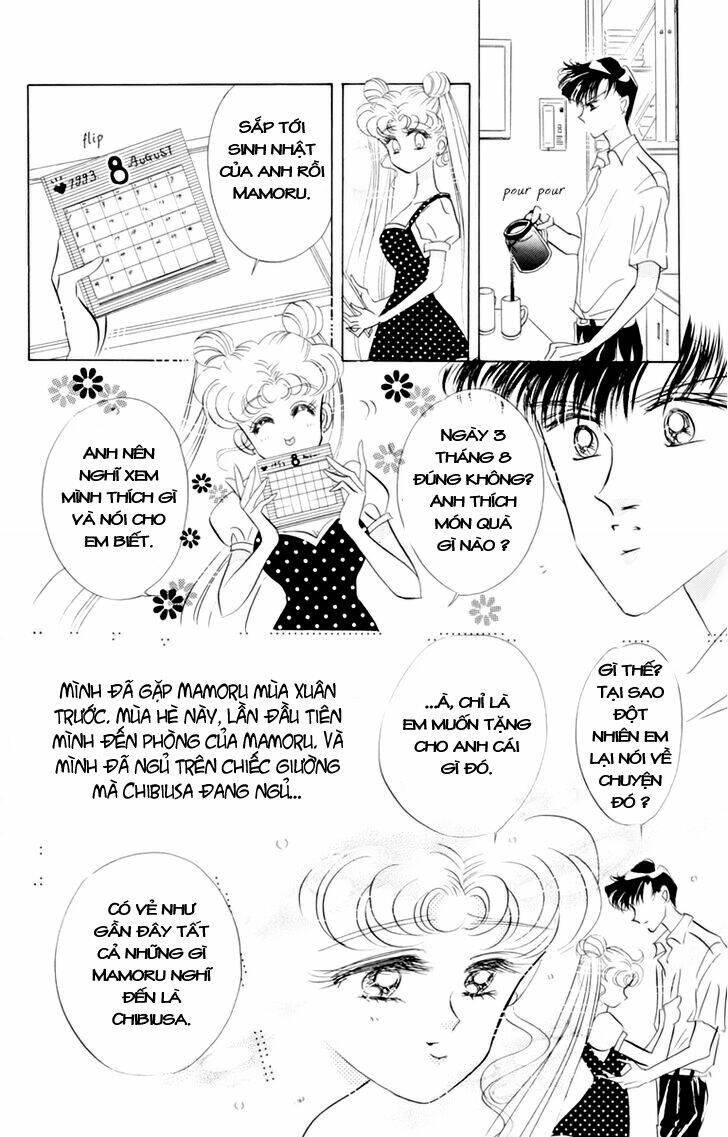 flip
1993 8 AUGUST
SẮP TỚI
SINH NHẬT
CỦA ANH RỒI
MAMORU.
pour pour
NGÀY 3
THÁNG 8
ĐÚNG KHÔNG?
ANH THÍCH
MÓN QUÀ
GÌ NÀO ?
ANH NÊN
NGHĨ XEM
MÌNH THÍCH GÌ
VÀ NÓI CHO
EM BIẾT.
8
GÌ THẾ?
TẠI SAO
ĐỘT
NHIÊN EM
LẠI NÓI VỀ
CHUYỆN
ĐÓ ?
...À, CHỈ LÀ
EM MUỐN TẶNG
CHO ANH CÁI
GÌ ĐÓ.
MÌNH ĐÃ GẶP MAMORU MÙA XUÂN
TRƯỚC. MÙA HÈ NÀY, LẦN ĐẦU TIÊN
MÌNH ĐẾN PHÒNG CỦA MAMORU. VÀ
MÌNH ĐÃ NGỦ TRÊN CHIẾC GIƯỜNG
MÀ CHIBIUSA ĐANG NGỦ...
CÓ VẺ NHƯ
GẦN ĐÂY TẤT
CẢ NHỮNG GÌ
MAMORU NGHĨ
ĐẾN LÀ
CHIBIUSA.